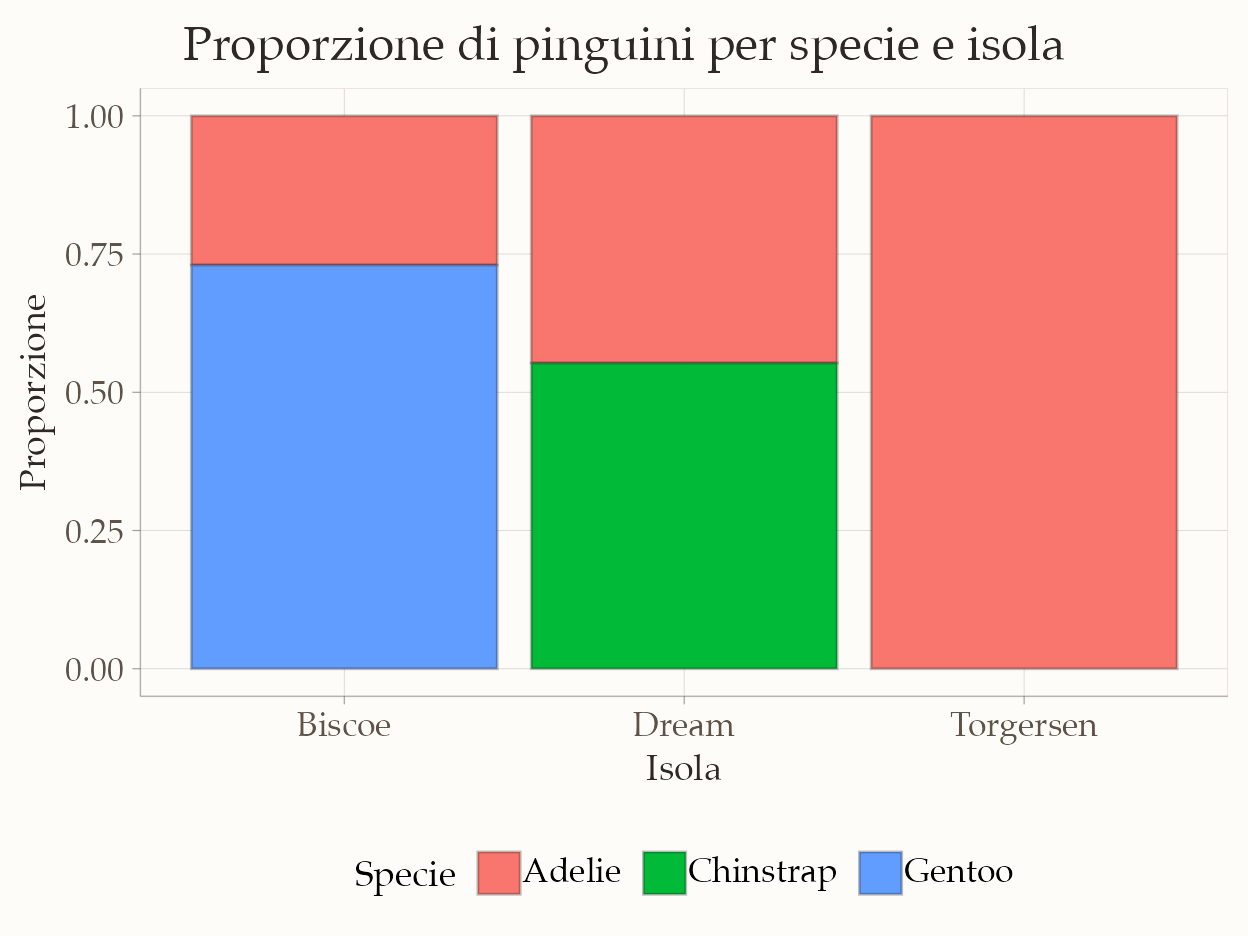 Proporzione di pinguini per specie e isola
1.00
0.75
0.50
0.25
0.00
Proporzione
Biscoe Dream Torgersen
Isola
Specie Adelie Chinstrap Gentoo